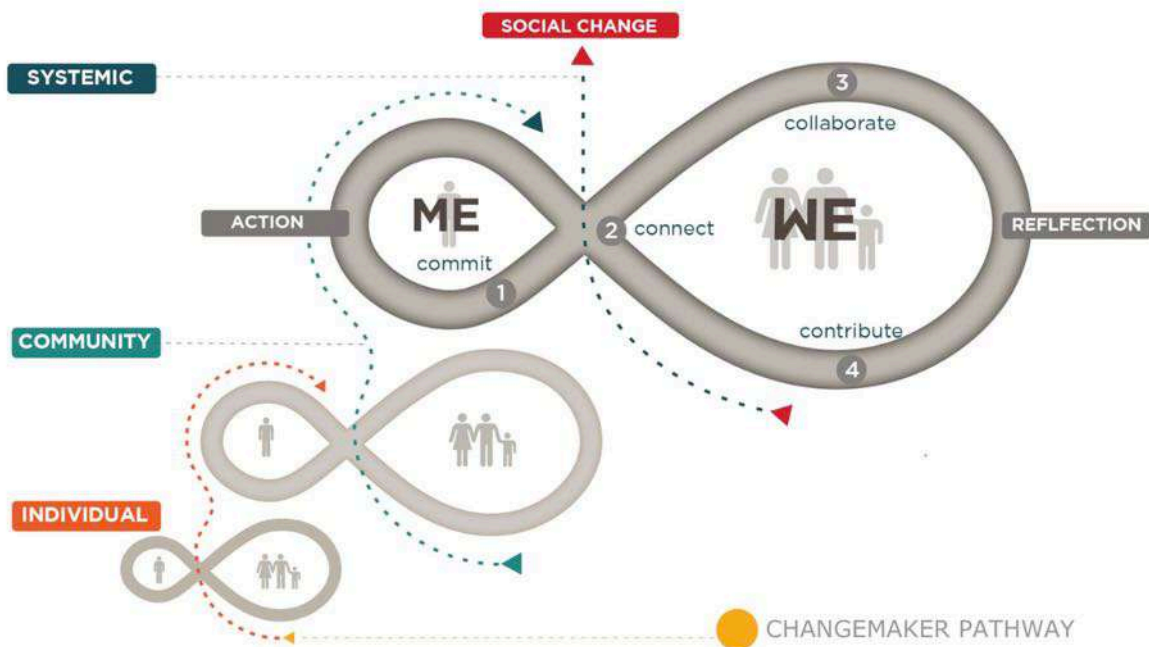 SOCIAL CHANGE
SYSTEMIC
3
collaborate
ACTION
ME
2
connect
WE
REFLFECTION
commit
1
COMMUNITY
contribute
4
INDIVIDUAL
CHANGEMAKER PATHWAY